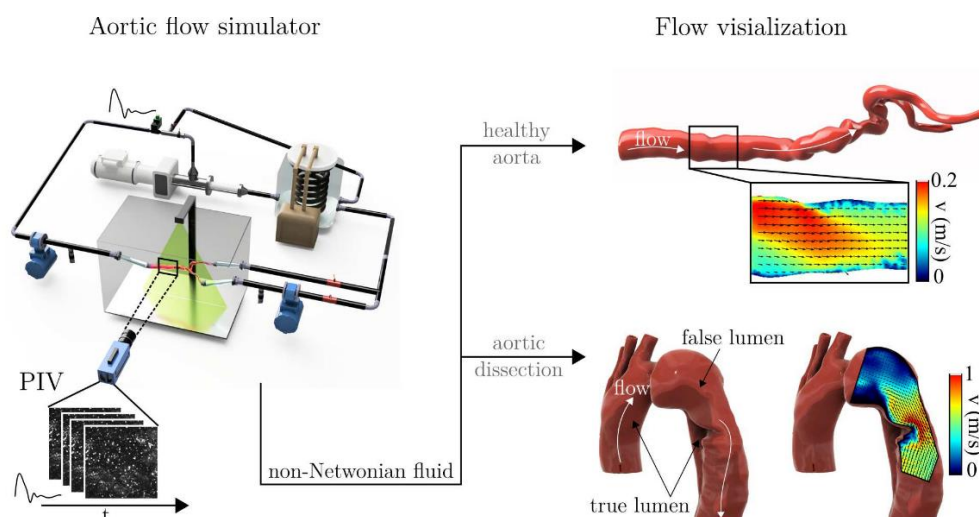 Aortic flow simulator
Flow visialization
healthy
aorta
flow
0.2
v (m/s)
0
aortic
dissection
false lumen
flow
1
v (m/s)
0
true lumen
PIV
non-Netwonian fluid
t